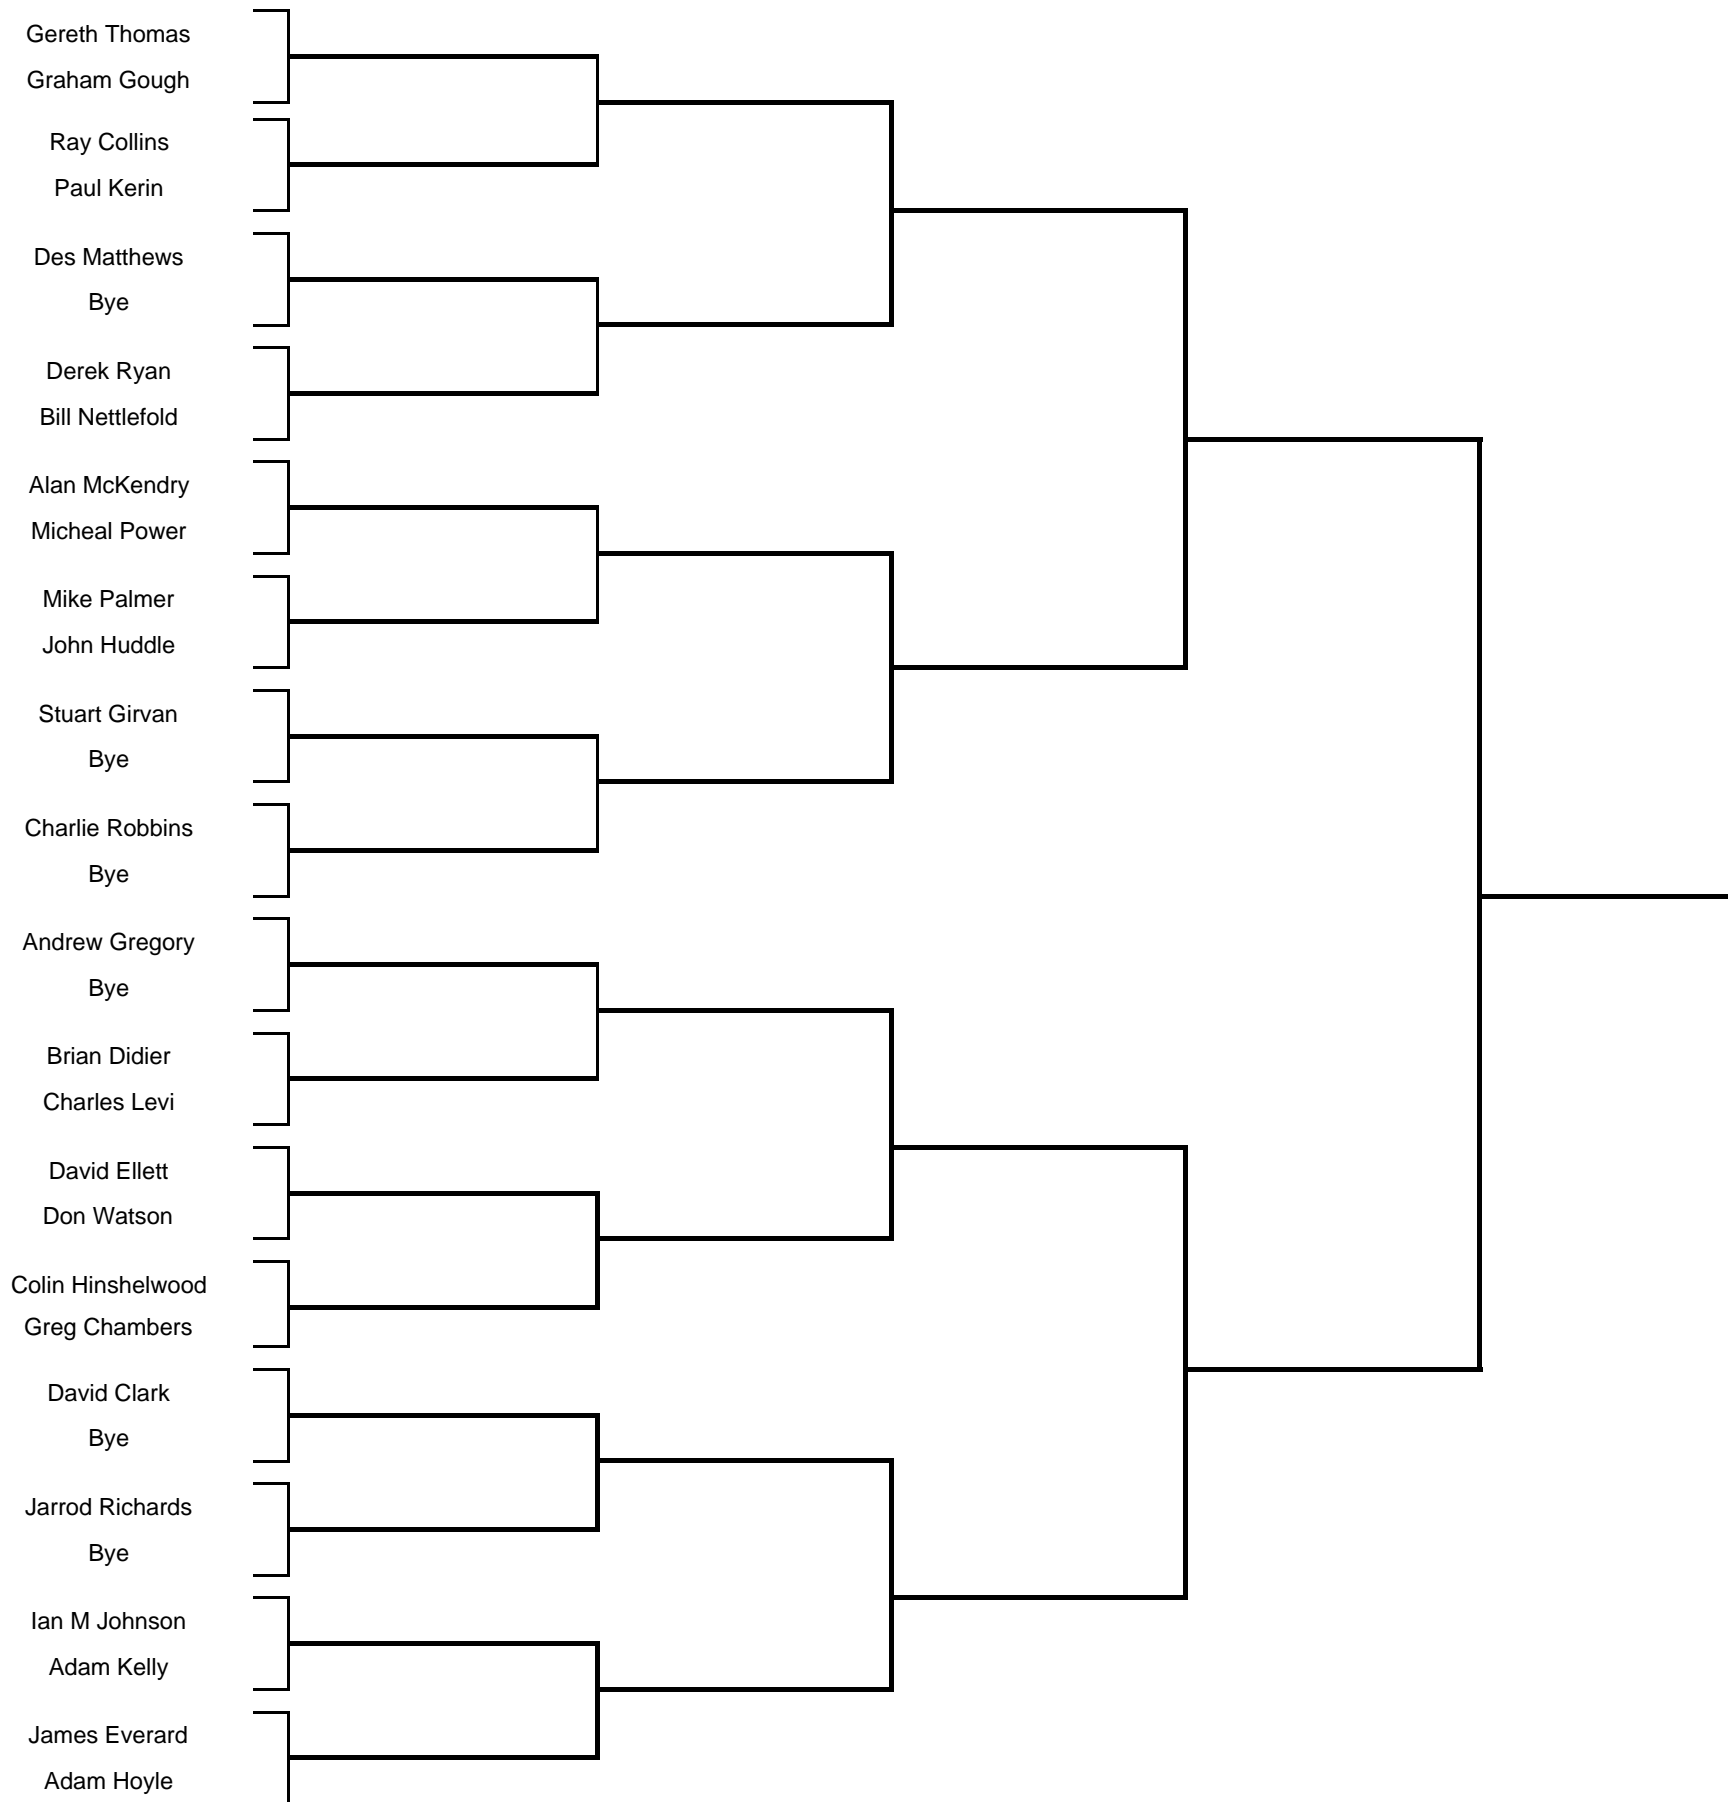 Gereth Thomas
Graham Gough
Ray Collins
Paul Kerin
Des Matthews
Bye
Derek Ryan
Bill Nettlefold
Alan McKendry
Micheal Power
Mike Palmer
John Huddle
Stuart Girvan
Bye
Charlie Robbins
Bye
Andrew Gregory
Bye
Brian Didier
Charles Levi
David Ellett
Don Watson
Colin Hinshelwood
Greg Chambers
David Clark
Bye
Jarrod Richards
Bye
Ian M Johnson
Adam Kelly
James Everard
Adam Hoyle